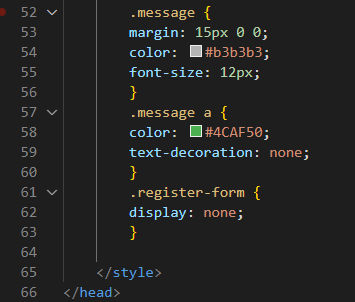 52 .message {
53 margin: 15px 0 0;
54 color: #b3b3b3;
55 font-size: 12px;
56 }
57 .message a {
58 color: #4CAF50;
59 text-decoration: none;
60 }
61 .register-form {
62 display: none;
63 }
64
65 </style>
66 </head>